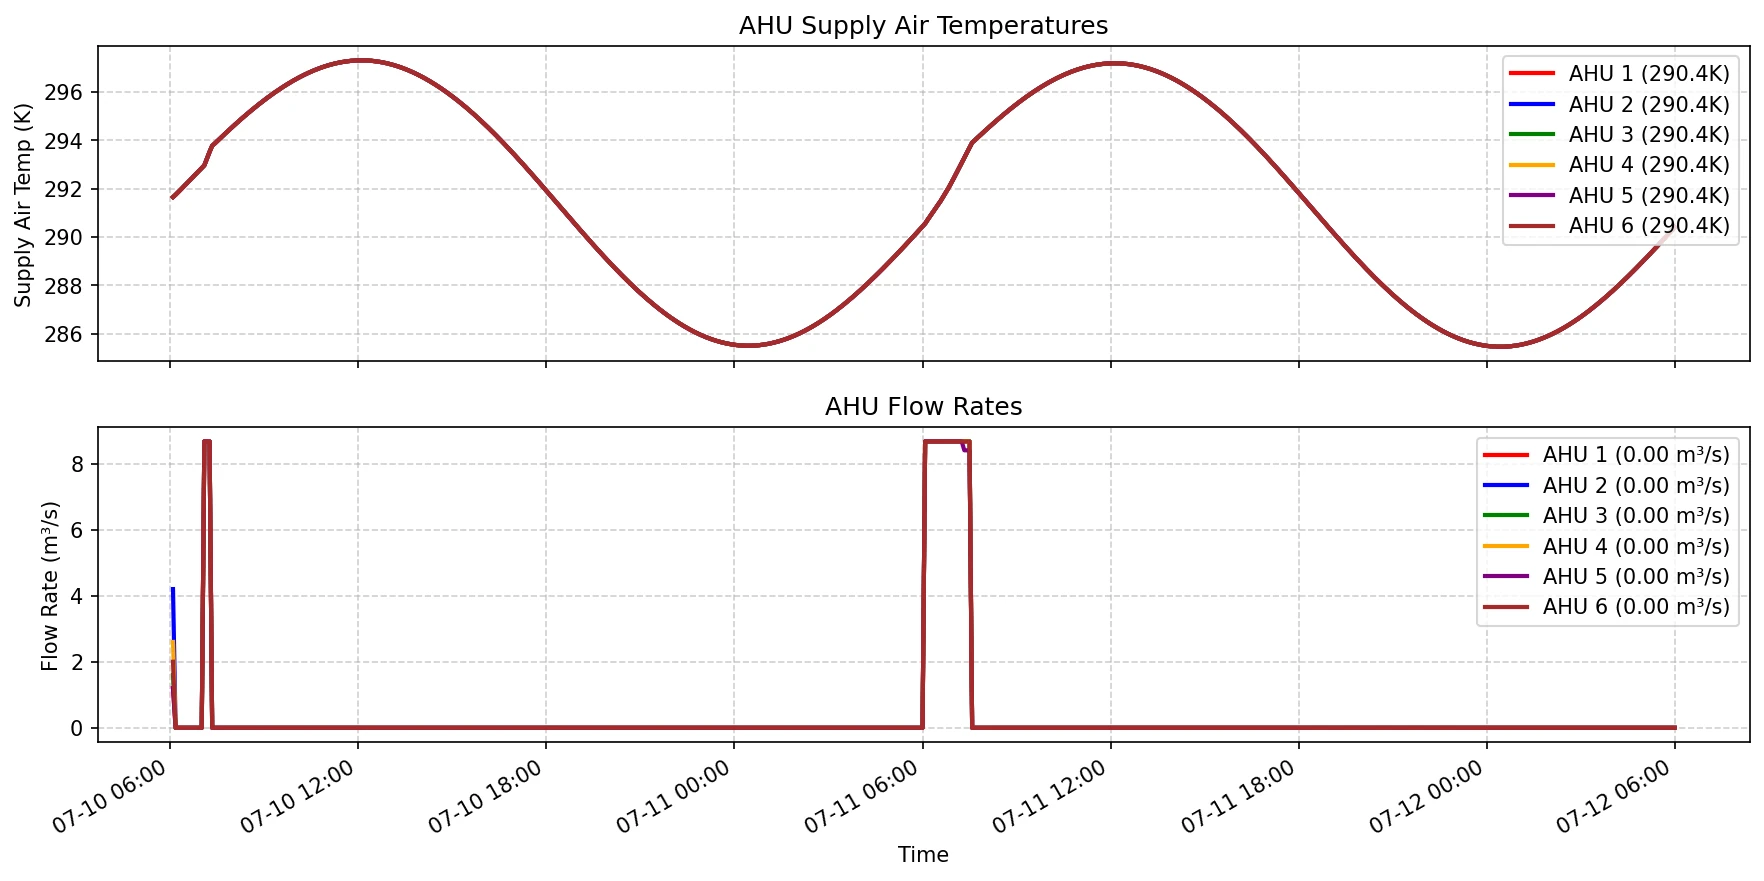 AHU Supply Air Temperatures
Supply Air Temp (K)
296
294
292
290
288
286
AHU 1 (290.4K)
AHU 2 (290.4K)
AHU 3 (290.4K)
AHU 4 (290.4K)
AHU 5 (290.4K)
AHU 6 (290.4K)
AHU Flow Rates
Flow Rate (m³/s)
8
6
4
2
0
AHU 1 (0.00 m³/s)
AHU 2 (0.00 m³/s)
AHU 3 (0.00 m³/s)
AHU 4 (0.00 m³/s)
AHU 5 (0.00 m³/s)
AHU 6 (0.00 m³/s)
07-10 06:00
07-10 12:00
07-10 18:00
07-11 00:00
07-11 06:00
07-11 12:00
07-11 18:00
07-12 00:00
07-12 06:00
Time